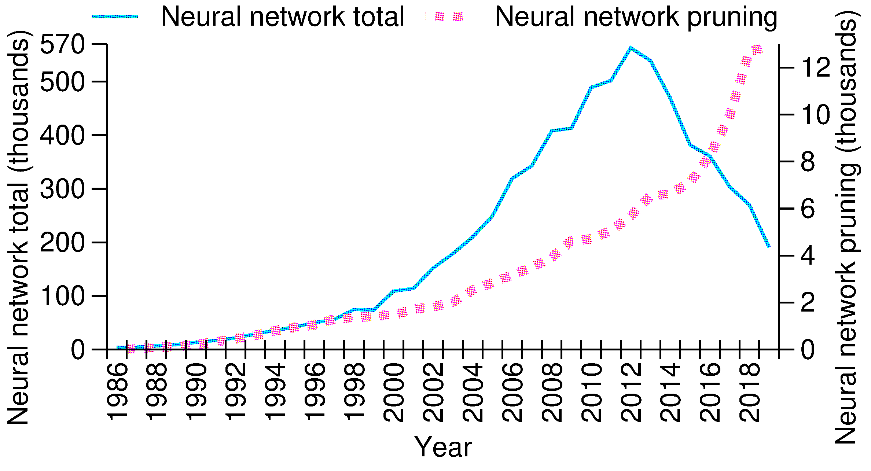 Neural network total Neural network pruning
Neural network total (thousands)
570
500
400
300
200
100
0
12
10
8
6
4
2
0
Neural network pruning (thousands)
1986 1988 1990 1992 1994 1996 1998 2000 2002 2004 2006 2008 2010 2012 2014 2016 2018
Year